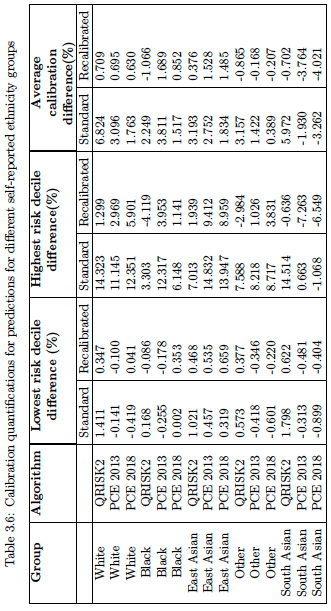 Table 3.6: Calibration quantifications for predictions for different self-reported ethnicity groups
Group Algorithm Lowest risk decile Highest risk decile Average
difference (%) difference(%) calibration
difference(%)
Standard Recalibrated Standard Recalibrated Standard Recalibrated
White QRISK2 1.411 0.347 14.323 1.299 6.824 0.709
White PCE 2013 -0.141 -0.100 11.145 2.969 3.096 0.695
White PCE 2018 -0.419 0.041 12.351 5.901 1.763 0.630
Black QRISK2 0.168 -0.086 3.303 -4.119 2.249 -1.066
Black PCE 2013 -0.255 -0.178 12.317 3.953 3.811 1.689
Black PCE 2018 0.002 0.353 6.148 1.141 1.517 0.852
East Asian QRISK2 1.021 0.468 7.013 1.939 3.193 0.376
East Asian PCE 2013 0.457 0.535 14.832 9.412 2.752 1.528
East Asian PCE 2018 0.319 0.659 13.947 8.959 1.834 1.485
Other QRISK2 0.573 0.377 7.588 -2.984 3.157 -0.865
Other PCE 2013 -0.418 -0.346 8.218 1.026 1.422 -0.168
Other PCE 2018 -0.601 -0.220 8.717 3.831 0.389 -0.207
South Asian QRISK2 1.798 0.622 14.514 -0.636 5.972 -0.702
South Asian PCE 2013 -0.313 -0.481 0.663 -7.263 -1.930 -3.764
South Asian PCE 2018 -0.899 -0.404 -1.068 -6.549 -3.262 -4.021